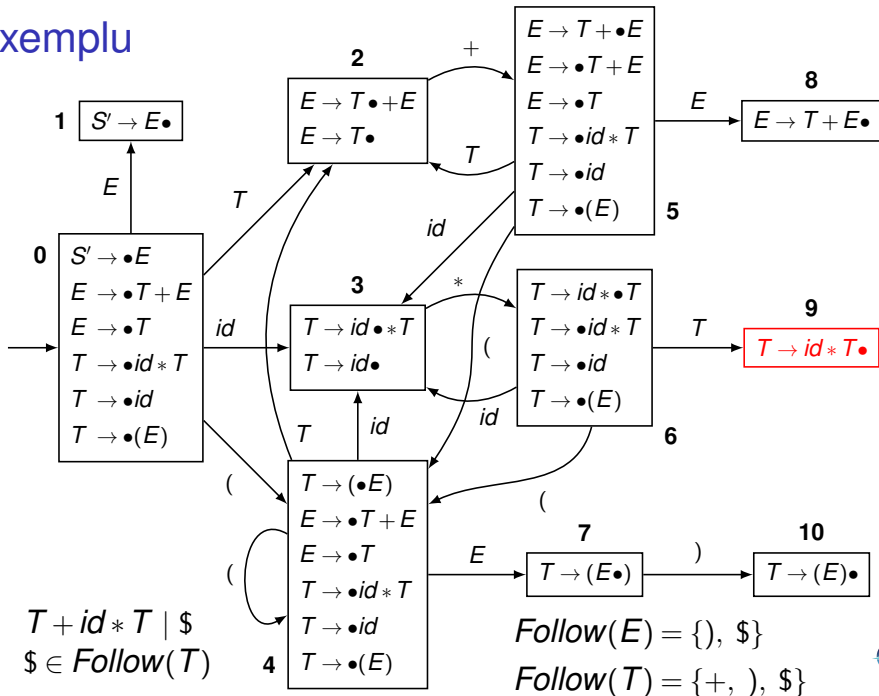 xemplu
1
S′ → E•
E
0
S′ → •E
E → •T + E
E → •T
T → •id ∗ T
T → •id
T → •(E)
T
id
(
2
E → T• + E
E → T•
+
T
5
E → T + •E
E → •T + E
E → •T
T → •id ∗ T
T → •id
T → •(E)
E
8
E → T + E•
id
(
3
T → id • ∗T
T → id•
∗
id
6
T → id ∗ •T
T → •id ∗ T
T → •id
T → •(E)
T
9
T → id ∗ T•
(
T
id
4
T → (•E)
E → •T + E
E → •T
T → •id ∗ T
T → •id
T → •(E)
(
E
7
T → (E•)
)
10
T → (E)•
T + id ∗ T | $
$ ∈ Follow(T)
Follow(E) = {), $}
Follow(T) = {+, ), $}